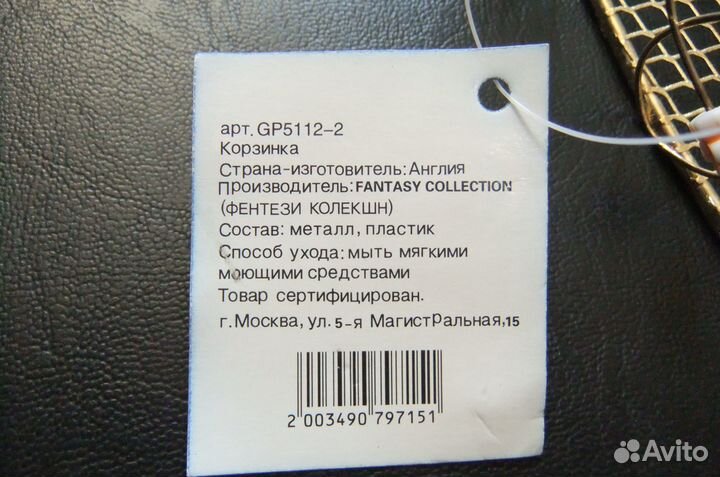 арт. GP5112-2
Корзинка
Страна-изготовитель: Англия
Производитель: FANTASY COLLECTION
(ФЕНТЕЗИ КОЛЕКШН)
Состав: металл, пластик
Способ ухода: мыть мягкими
моющими средствами
Товар сертифицирован.
г. Москва, ул. 5-я Магистральная, 15
2 003490 797151
Avito